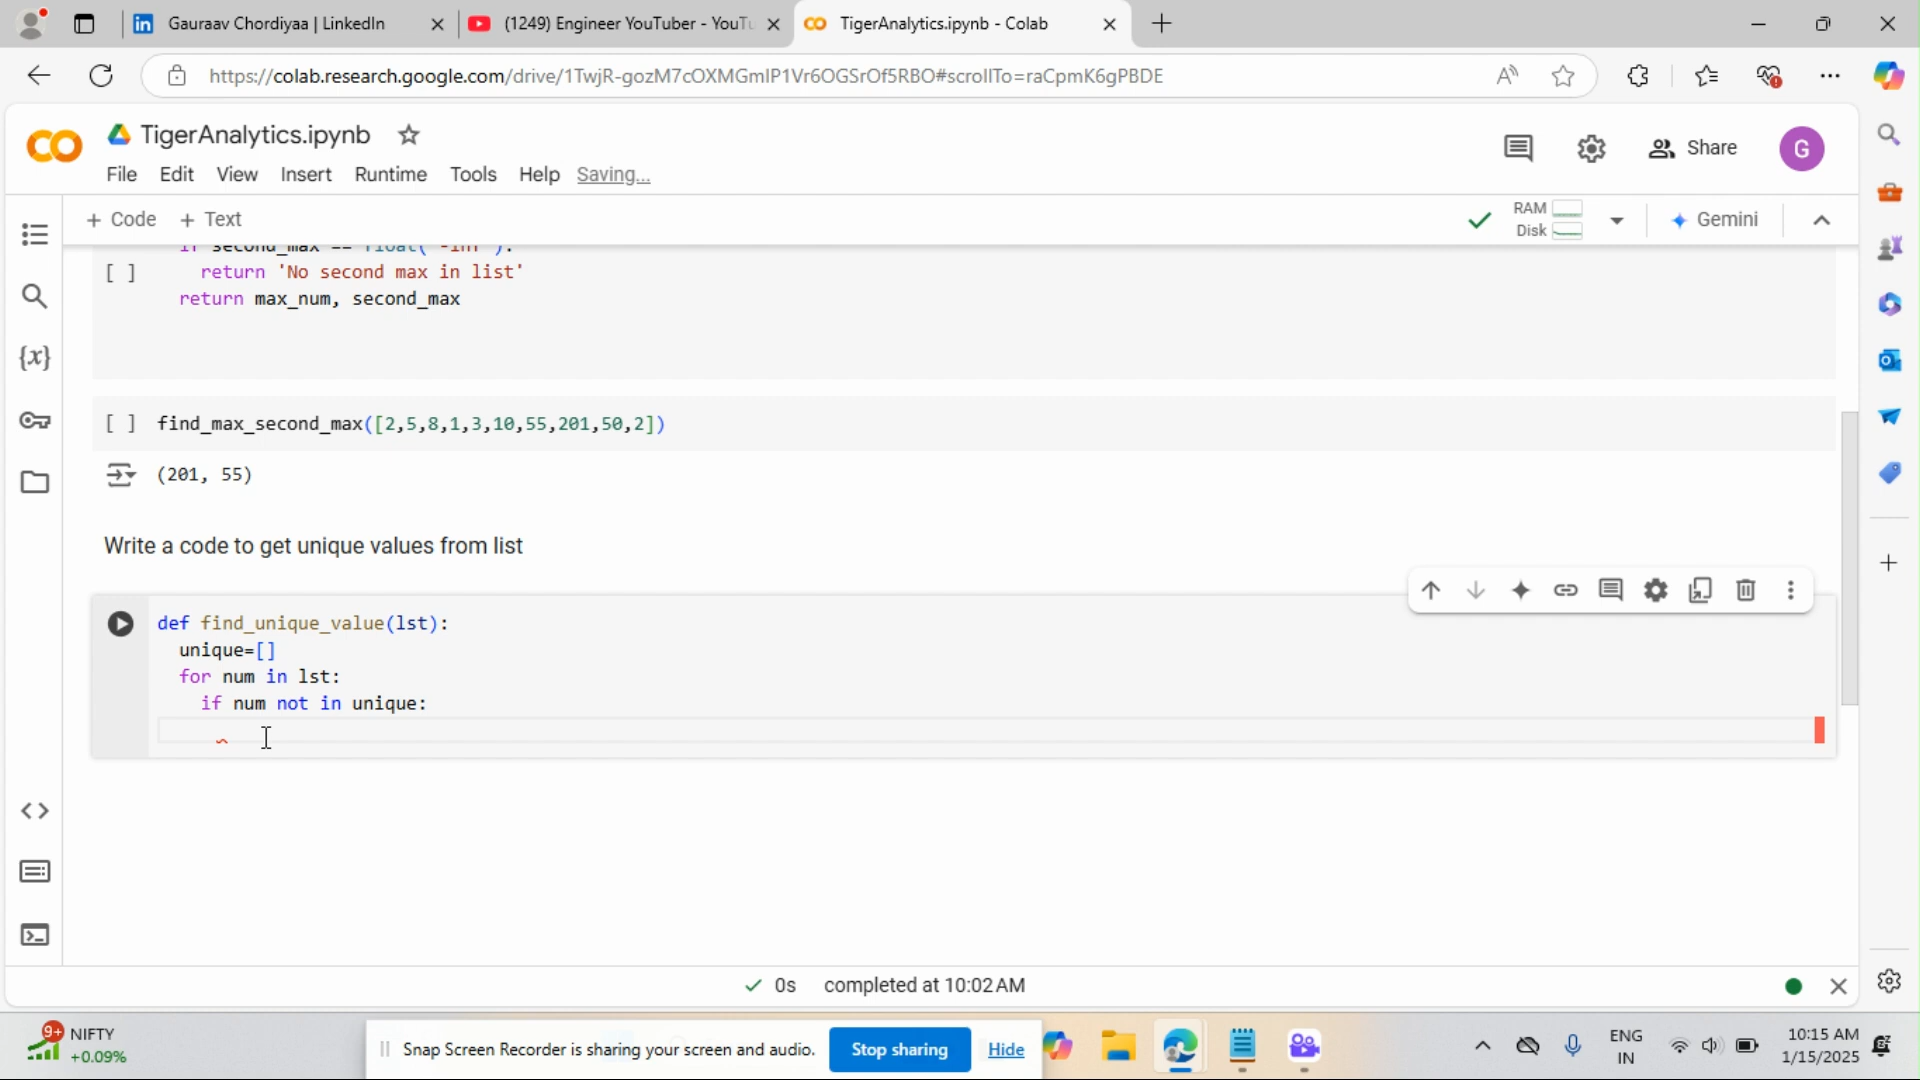 Gauraav Chordiyaa | LinkedIn
(1249) Engineer YouTuber - YouTu
TigerAnalytics.ipynb - Colab
https://colab.research.google.com/drive/1TwjR-gozM7cOXMGmIP1Vr6OGSrOf5RBO#scrollTo=raCpmK6gPBDE
TigerAnalytics.ipynb
Share
G
File Edit View Insert Runtime Tools Help Saving...
+ Code + Text
RAM
Disk
Gemini
if second_max == float('-inf'):
[ ] return 'No second max in list'
return max_num, second_max
[ ] find_max_second_max([2,5,8,1,3,10,55,201,50,2])
(201, 55)
Write a code to get unique values from list
def find_unique_value(lst):
unique=[]
for num in lst:
if num not in unique:
0s completed at 10:02 AM
9+
NIFTY
+0.09%
Snap Screen Recorder is sharing your screen and audio.
Stop sharing
Hide
ENG
IN
10:15 AM
1/15/2025